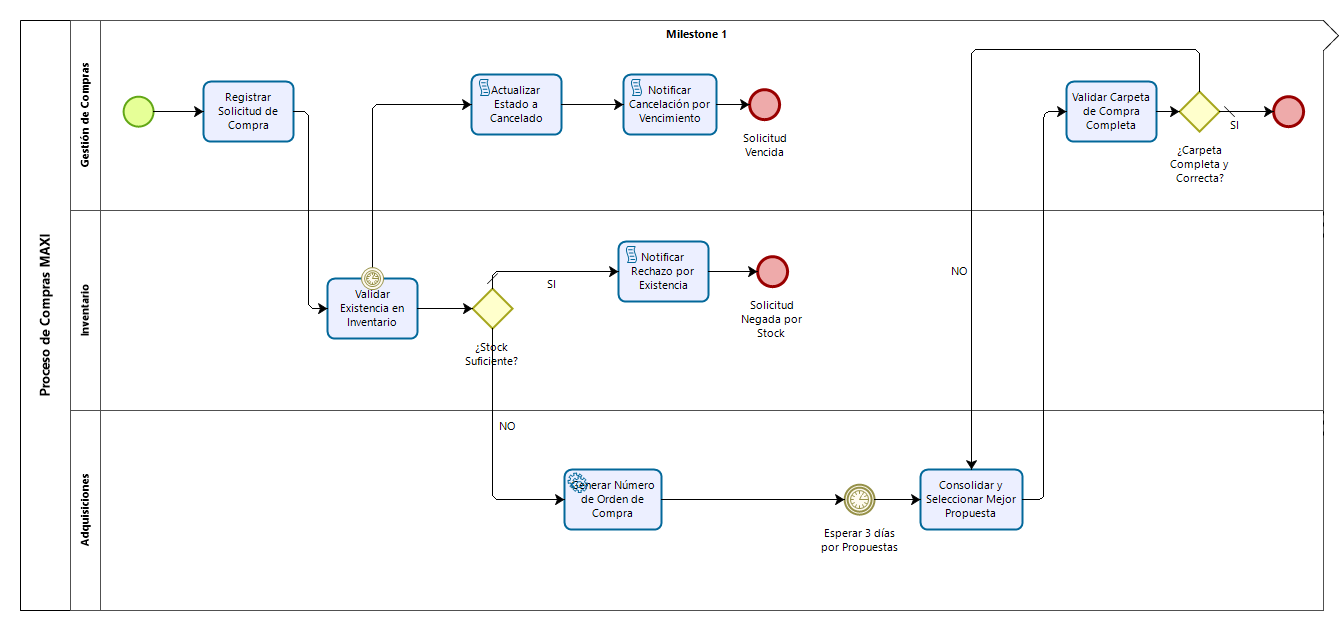 Milestone 1
Proceso de Compras MAXI
Gestión de Compras
Registrar
Solicitud de
Compra
Actualizar
Estado a
Cancelado
Notificar
Cancelación por
Vencimiento
Solicitud
Vencida
Validar Carpeta
de Compra
Completa
SI
¿Carpeta
Completa y
Correcta?
NO
Inventario
Validar
Existencia en
Inventario
¿Stock
Suficiente?
SI
Notificar
Rechazo por
Existencia
Solicitud
Negada por
Stock
NO
Adquisiciones
Generar Número
de Orden de
Compra
Esperar 3 días
por Propuestas
Consolidar y
Seleccionar Mejor
Propuesta